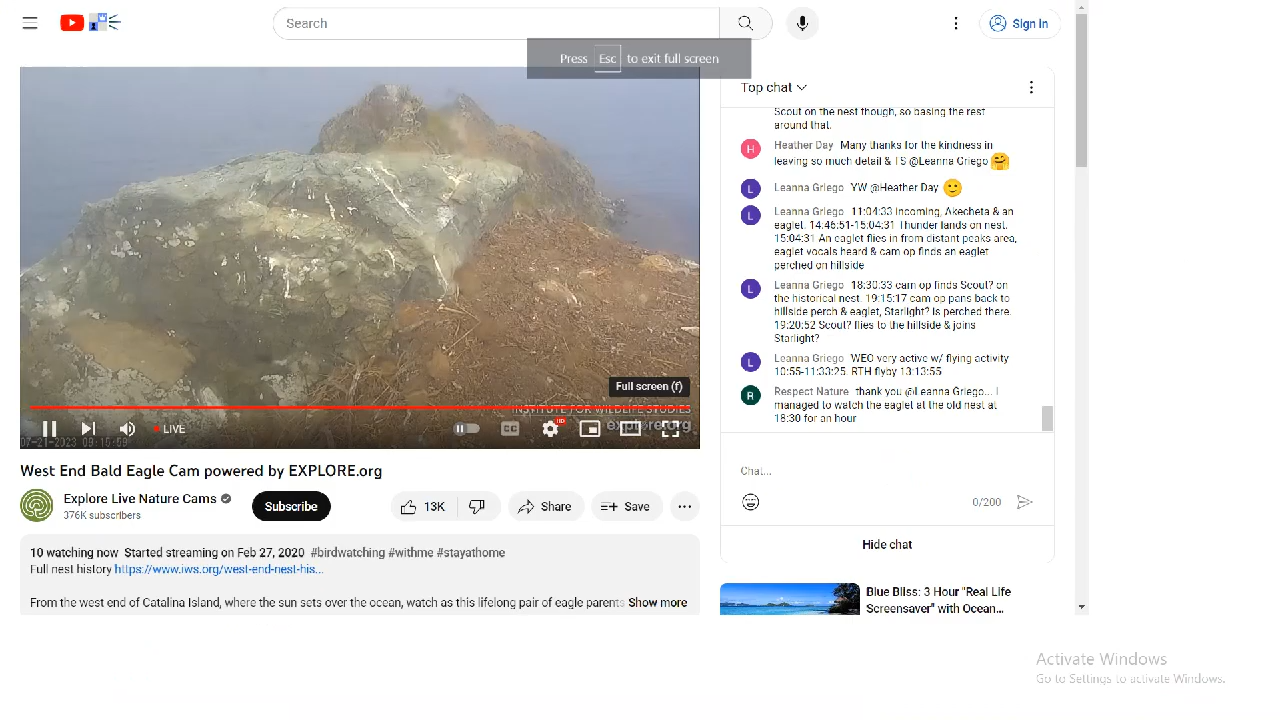 Search
Sign in
Press Esc to exit full screen
Top chat
Scout on the nest though, so basing the rest
around that.
Heather Day Many thanks for the kindness in
leaving so much detail & TS @Leanna Griego
Leanna Griego YW @Heather Day
Leanna Griego 11:04:33 Incoming, Akecheta & an
eaglet. 14:46:51-15:04:31 Thunder lands on nest.
15:04:31 An eaglet flies in from distant peaks area,
eaglet vocals heard & cam op finds an eaglet
perched on hillside
Leanna Griego 18:30:33 cam op finds Scout? on
the historical nest. 19:15:17 cam op pans back to
hillside perch & eaglet, Starlight? is perched there.
19:20:52 Scout? flies to the hillside & joins
Starlight?
Leanna Griego WEO very active w/ flying activity
10:55-11:33:25. RTH flyby 13:13:55
Respect Nature thank you @Leanna Griego... I
managed to watch the eaglet at the old nest at
18:30 for an hour
Chat...
0/200
Hide chat
Full screen (f)
INSTITUTE FOR WILDLIFE STUDIES
explore.org
LIVE
CC
HD
07-21-2023 09:15:59
West End Bald Eagle Cam powered by EXPLORE.org
Explore Live Nature Cams
376K subscribers
Subscribe
13K
Share
Save
10 watching now Started streaming on Feb 27, 2020 #birdwatching #withme #stayathome
Full nest history https://www.iws.org/west-end-nest-his...
From the west end of Catalina Island, where the sun sets over the ocean, watch as this lifelong pair of eagle parents Show more
Blue Bliss: 3 Hour "Real Life
Screensaver" with Ocean...
Activate Windows
Go to Settings to activate Windows.